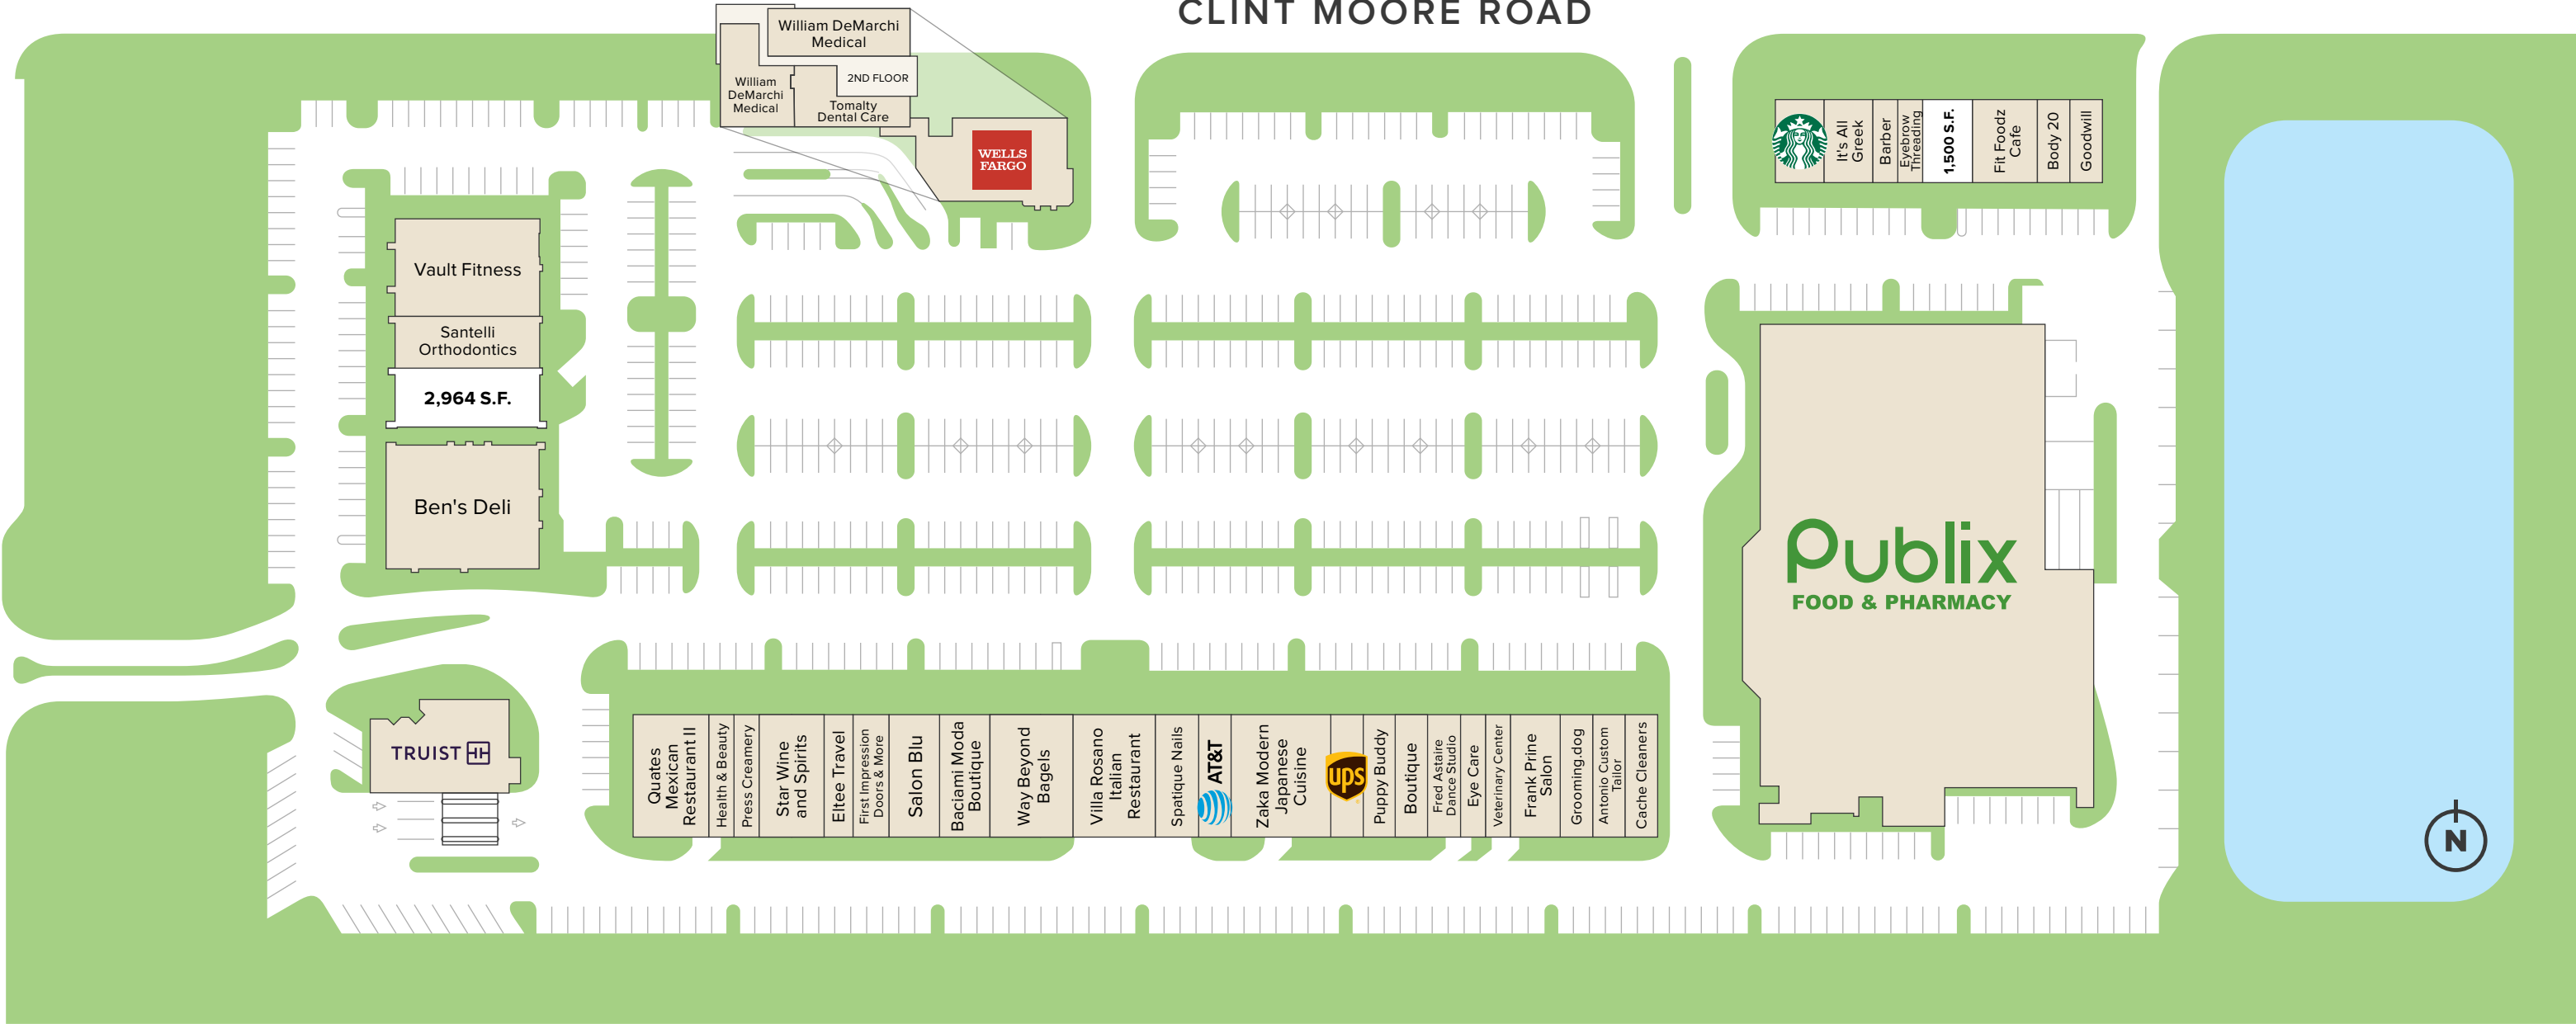 CLINT MOORE ROAD
William DeMarchi
Medical
William
DeMarchi
Medical
2ND FLOOR
Tomalty
Dental Care
WELLS
FARGO
It's All
Greek
Barber
Eyebrow
Threading
1,500 S.F.
Fit Foodz
Cafe
Body 20
Goodwill
Vault Fitness
Santelli
Orthodontics
2,964 S.F.
Ben's Deli
Publix
FOOD & PHARMACY
TRUIST
Quates
Mexican
Restaurant II
Health & Beauty
Press Creamery
Star Wine
and Spirits
Eltee Travel
First Impression
Doors & More
Salon Blu
Baciami Moda
Boutique
Way Beyond
Bagels
Villa Rosano
Italian
Restaurant
Spatique Nails
AT&T
Zaka Modern
Japanese
Cuisine
ups
Puppy Buddy
Boutique
Fred Astaire
Dance Studio
Eye Care
Veterinary Center
Frank Prine
Salon
Grooming.dog
Antonio Custom
Tailor
Cache Cleaners
N